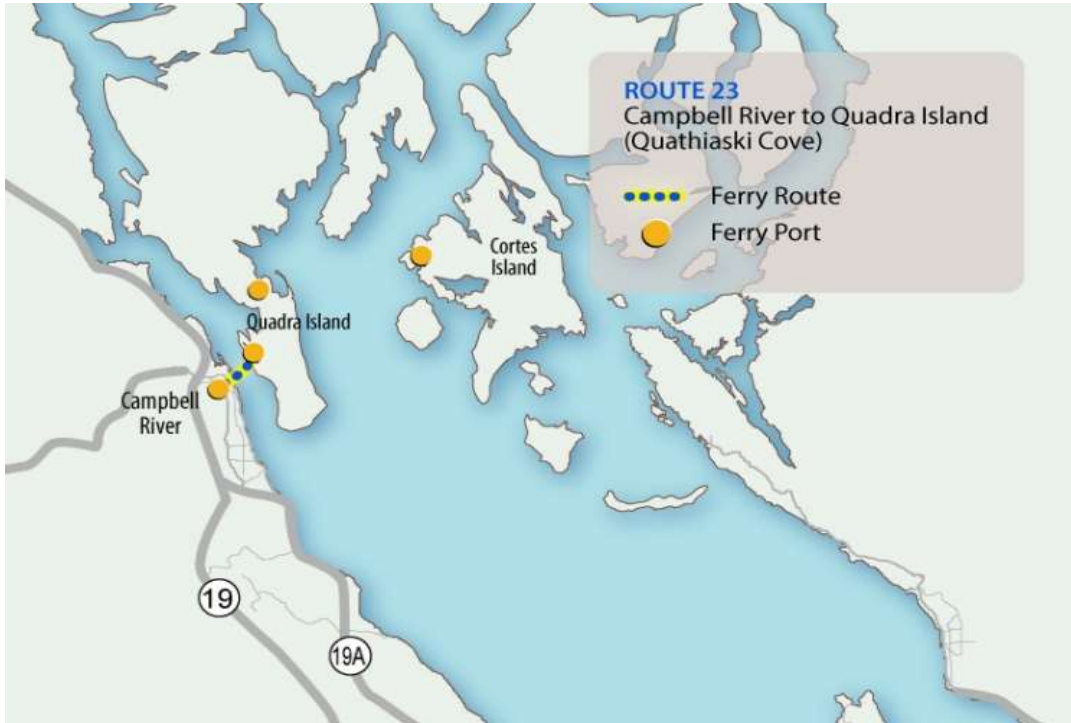 ROUTE 23
Campbell River to Quadra Island
(Quathiaski Cove)
Ferry Route
Ferry Port
Cortes
Island
Quadra Island
Campbell
River
19
19A